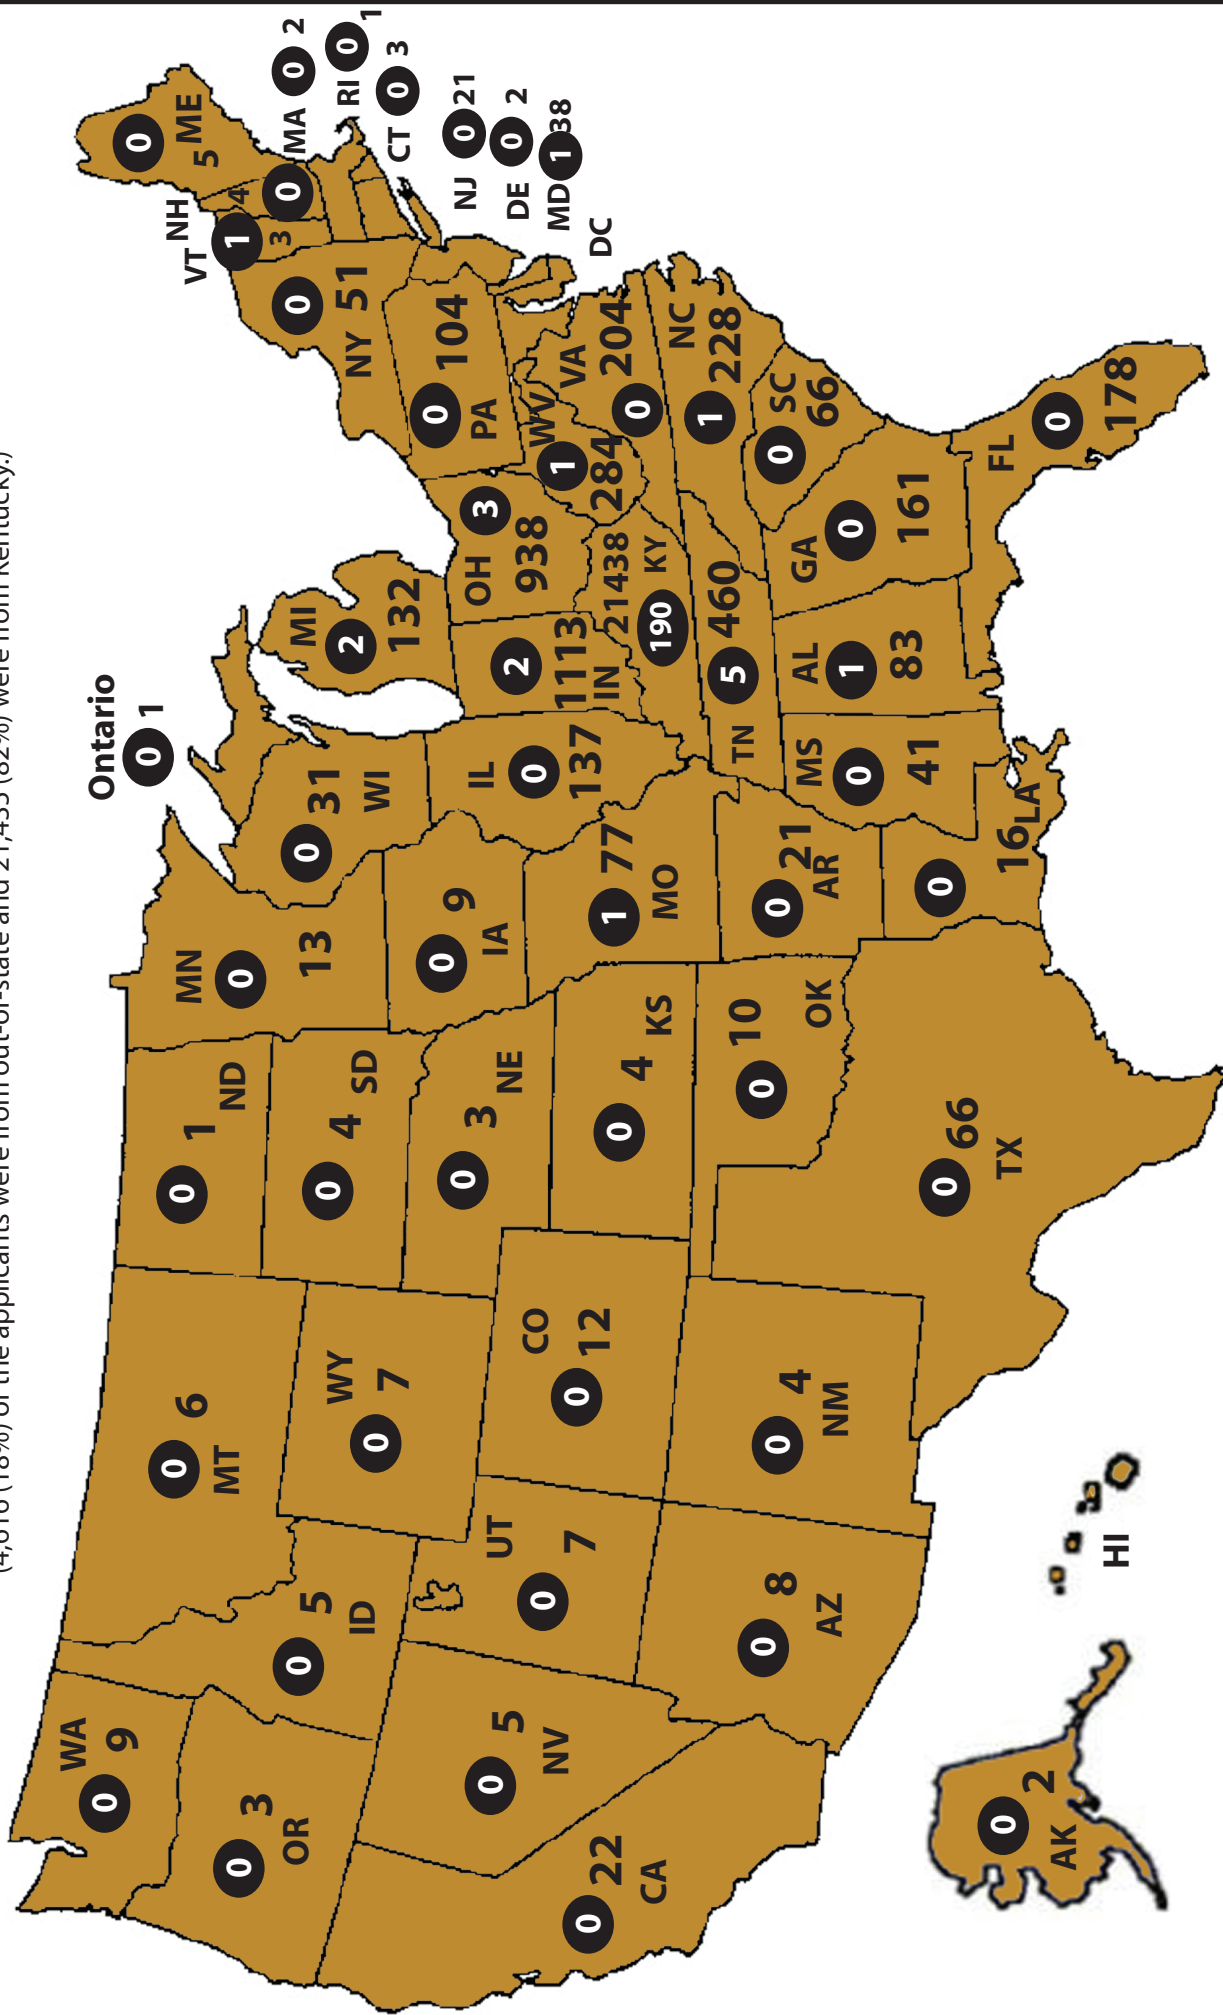 (4,616 (18%) of the applicants were from out-of-state and 21,435 (82%) were from Kentucky.)
WA
0 9
0 3
OR
0 22
CA
0 5
NV
0 5
ID
0 6
MT
WY
0 7
UT
0 7
0 8
AZ
CO
0 12
0 4
NM
0 1
ND
0 4
SD
0 3
NE
0 4
KS
0 10
OK
0 66
TX
MN
0
13
0 9
IA
1 77
MO
0 21
AR
0
16
LA
Ontario
0 1
0 31
WI
IL
0
137
MS
0
41
MI
2
132
2
1113
IN
OH
3
938
21438
190
KY
5 460
TN
AL
1
83
GA
0
161
FL
0
178
SC
0
66
NC
1
228
VA
204
0
WV
1
284
0 104
PA
0
NY 51
VT
1
3
NH
4
0
0
ME
5
MA 0 2
RI 0 1
CT 0 3
NJ 0 21
DE 0 2
MD 1 38
DC
0 2
AK
HI